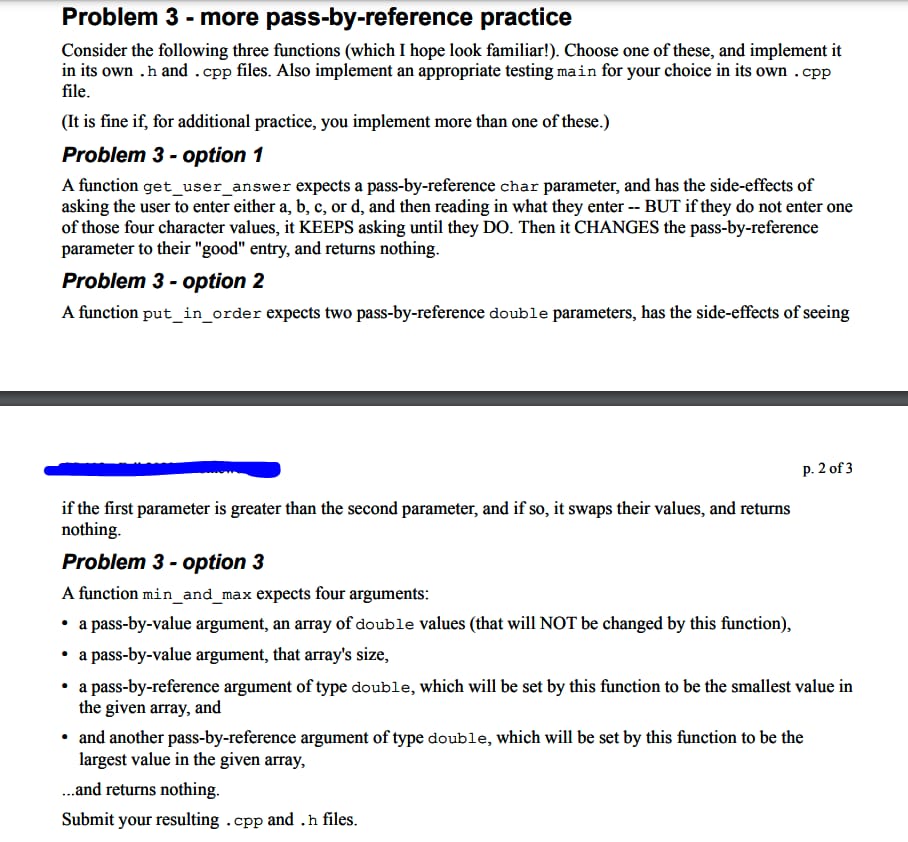 Problem 3 - more pass-by-reference practice
Consider the following three functions (which I hope look familiar!). Choose one of these, and implement it
in its own .h and .cpp files. Also implement an appropriate testing main for your choice in its own .cpp
file.
(It is fine if, for additional practice, you implement more than one of these.)
Problem 3 - option 1
A function get_user_answer expects a pass-by-reference char parameter, and has the side-effects of
asking the user to enter either a, b, c, or d, and then reading in what they enter -- BUT if they do not enter one
of those four character values, it KEEPS asking until they DO. Then it CHANGES the pass-by-reference
parameter to their "good" entry, and returns nothing.
Problem 3 - option 2
A function put_in_order expects two pass-by-reference double parameters, has the side-effects of seeing
p. 2 of 3
if the first parameter is greater than the second parameter, and if so, it swaps their values, and returns
nothing.
Problem 3 - option 3
A function min_and_max expects four arguments:
• a pass-by-value argument, an array of double values (that will NOT be changed by this function),
• a pass-by-value argument, that array's size,
• a pass-by-reference argument of type double, which will be set by this function to be the smallest value in
the given array, and
• and another pass-by-reference argument of type double, which will be set by this function to be the
largest value in the given array,
...and returns nothing.
Submit your resulting .cpp and .h files.